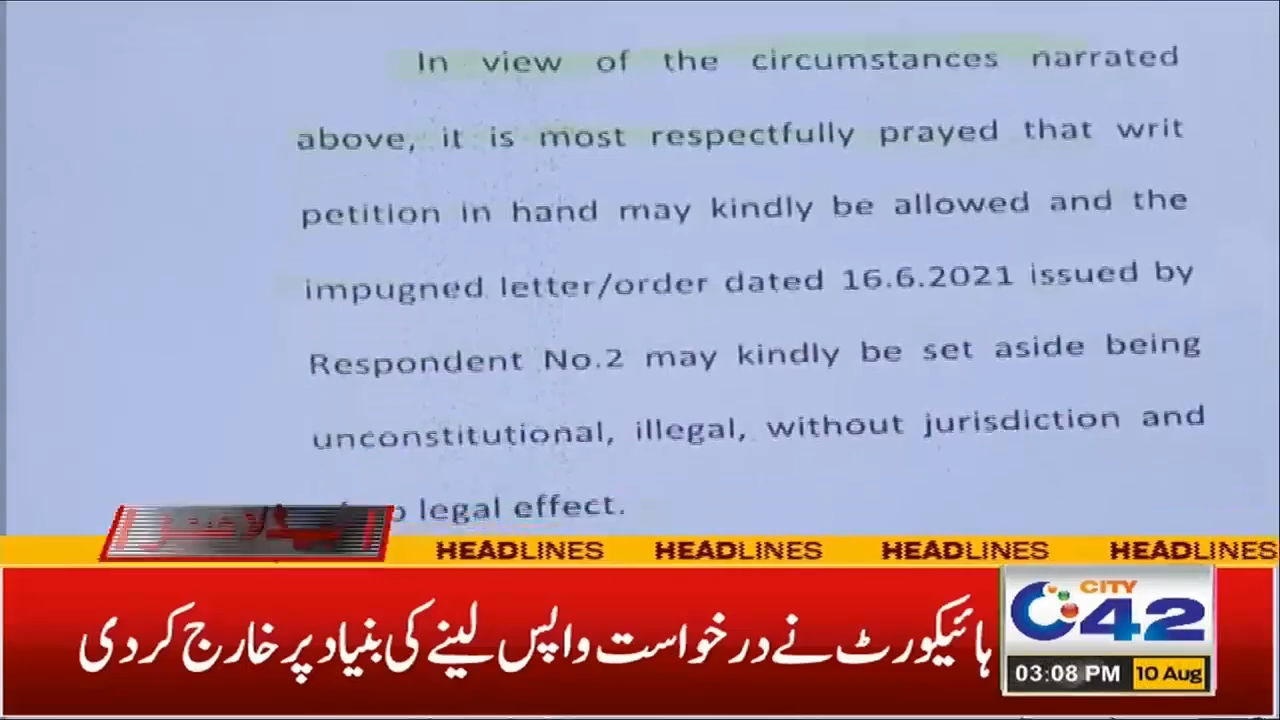 In view of the circumstances narrated
above, it is most respectfully prayed that writ
petition in hand may kindly be allowed and the
impugned letter/order dated 16.6.2021 issued by
Respondent No.2 may kindly be set aside being
unconstitutional, illegal, without jurisdiction and
legal effect.
ہیڈلائنز
HEADLINES HEADLINES HEADLINES HEADLINES
ہائیکورٹ نے درخواست واپس لینے کی بنیاد پر خارج کر دی
CITY
42
03:08 PM 10 Aug